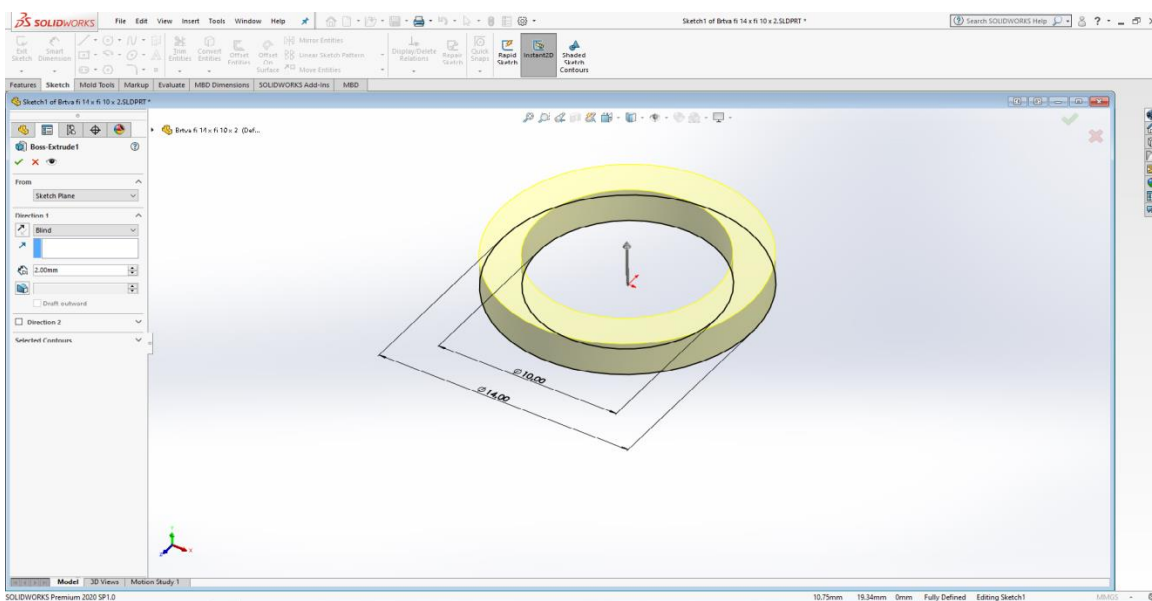 SOLIDWORKS File Edit View Insert Tools Window Help Sketch1 of Brtva fi 14 x fi 10 x 2.SLDPRT * Search SOLIDWORKS Help
Exit Sketch
Smart Dimension
Trim Entities
Convert Entities
Offset Entities
Offset On Surface
Mirror Entities
Linear Sketch Pattern
Move Entities
Display/Delete Relations
Repair Sketch
Quick Snaps
Rapid Sketch
Instant2D
Shaded Sketch Contours
Features Sketch Mold Tools Markup Evaluate MBD Dimensions SOLIDWORKS Add-Ins MBD
Sketch1 of Brtva fi 14 x fi 10 x 2.SLDPRT *
Brtva fi 14 x fi 10 x 2 (Def...
Boss-Extrude1
From
Sketch Plane
Direction 1
Blind
2.00mm
Draft outward
Direction 2
Selected Contours
⌀10,00
⌀14,00
Model 3D Views Motion Study 1
SOLIDWORKS Premium 2020 SP1.0 10.75mm 19.34mm 0mm Fully Defined Editing Sketch1 MMGS